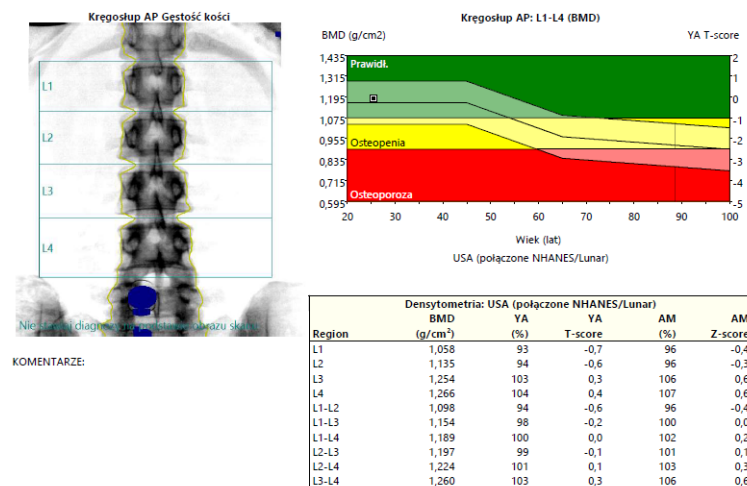 Kręgosłup AP Gęstość kości
L1
L2
L3
L4
KOMENTARZE:
Kręgosłup AP: L1-L4 (BMD)
BMD (g/cm2) YA T-score
1,435 2
1,315 1
1,195 0
1,075 -1
0,955 -2
0,835 -3
0,715 -4
0,595 -5
Prawidł.
Osteopenia
Osteoporoza
20 30 40 50 60 70 80 90 100
Wiek (lat)
USA (połączone NHANES/Lunar)
Densytometria: USA (połączone NHANES/Lunar)
BMD YA YA AM AM
Region (g/cm²) (%) T-score (%) Z-score
L1 1,058 93 -0,7 96 -0,4
L2 1,135 94 -0,6 96 -0,3
L3 1,254 103 0,3 106 0,6
L4 1,266 104 0,4 107 0,6
L1-L2 1,098 94 -0,6 96 -0,4
L1-L3 1,154 98 -0,2 100 0,0
L1-L4 1,189 100 0,0 102 0,2
L2-L3 1,197 99 -0,1 101 0,1
L2-L4 1,224 101 0,1 103 0,3
L3-L4 1,260 103 0,3 106 0,6